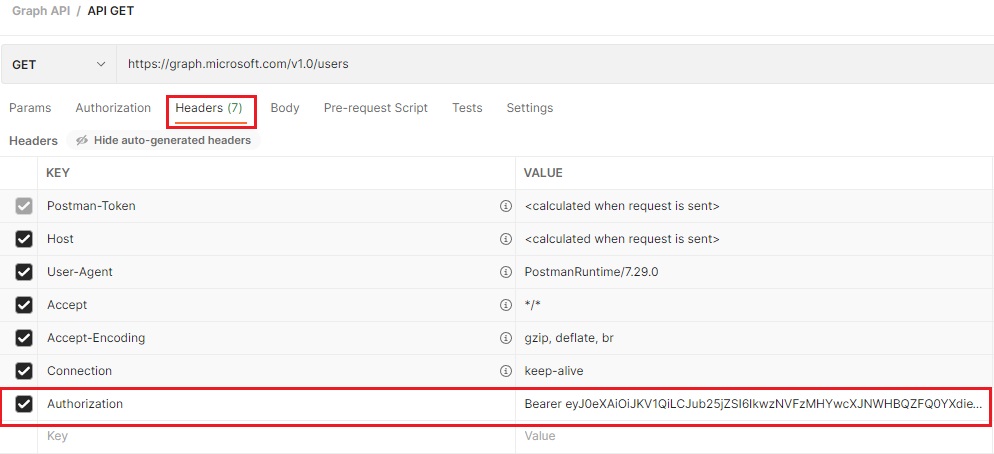 Graph API / API GET
GET https://graph.microsoft.com/v1.0/users
Params Authorization Headers (7) Body Pre-request Script Tests Settings
Headers Hide auto-generated headers
KEY VALUE
Postman-Token <calculated when request is sent>
Host <calculated when request is sent>
User-Agent PostmanRuntime/7.29.0
Accept */*
Accept-Encoding gzip, deflate, br
Connection keep-alive
Authorization Bearer eyJ0eXAiOiJKV1QiLCJub25jZSI6IkwzNVFzMHYwcXJNWHBQZFQ0YXdie...
Key Value